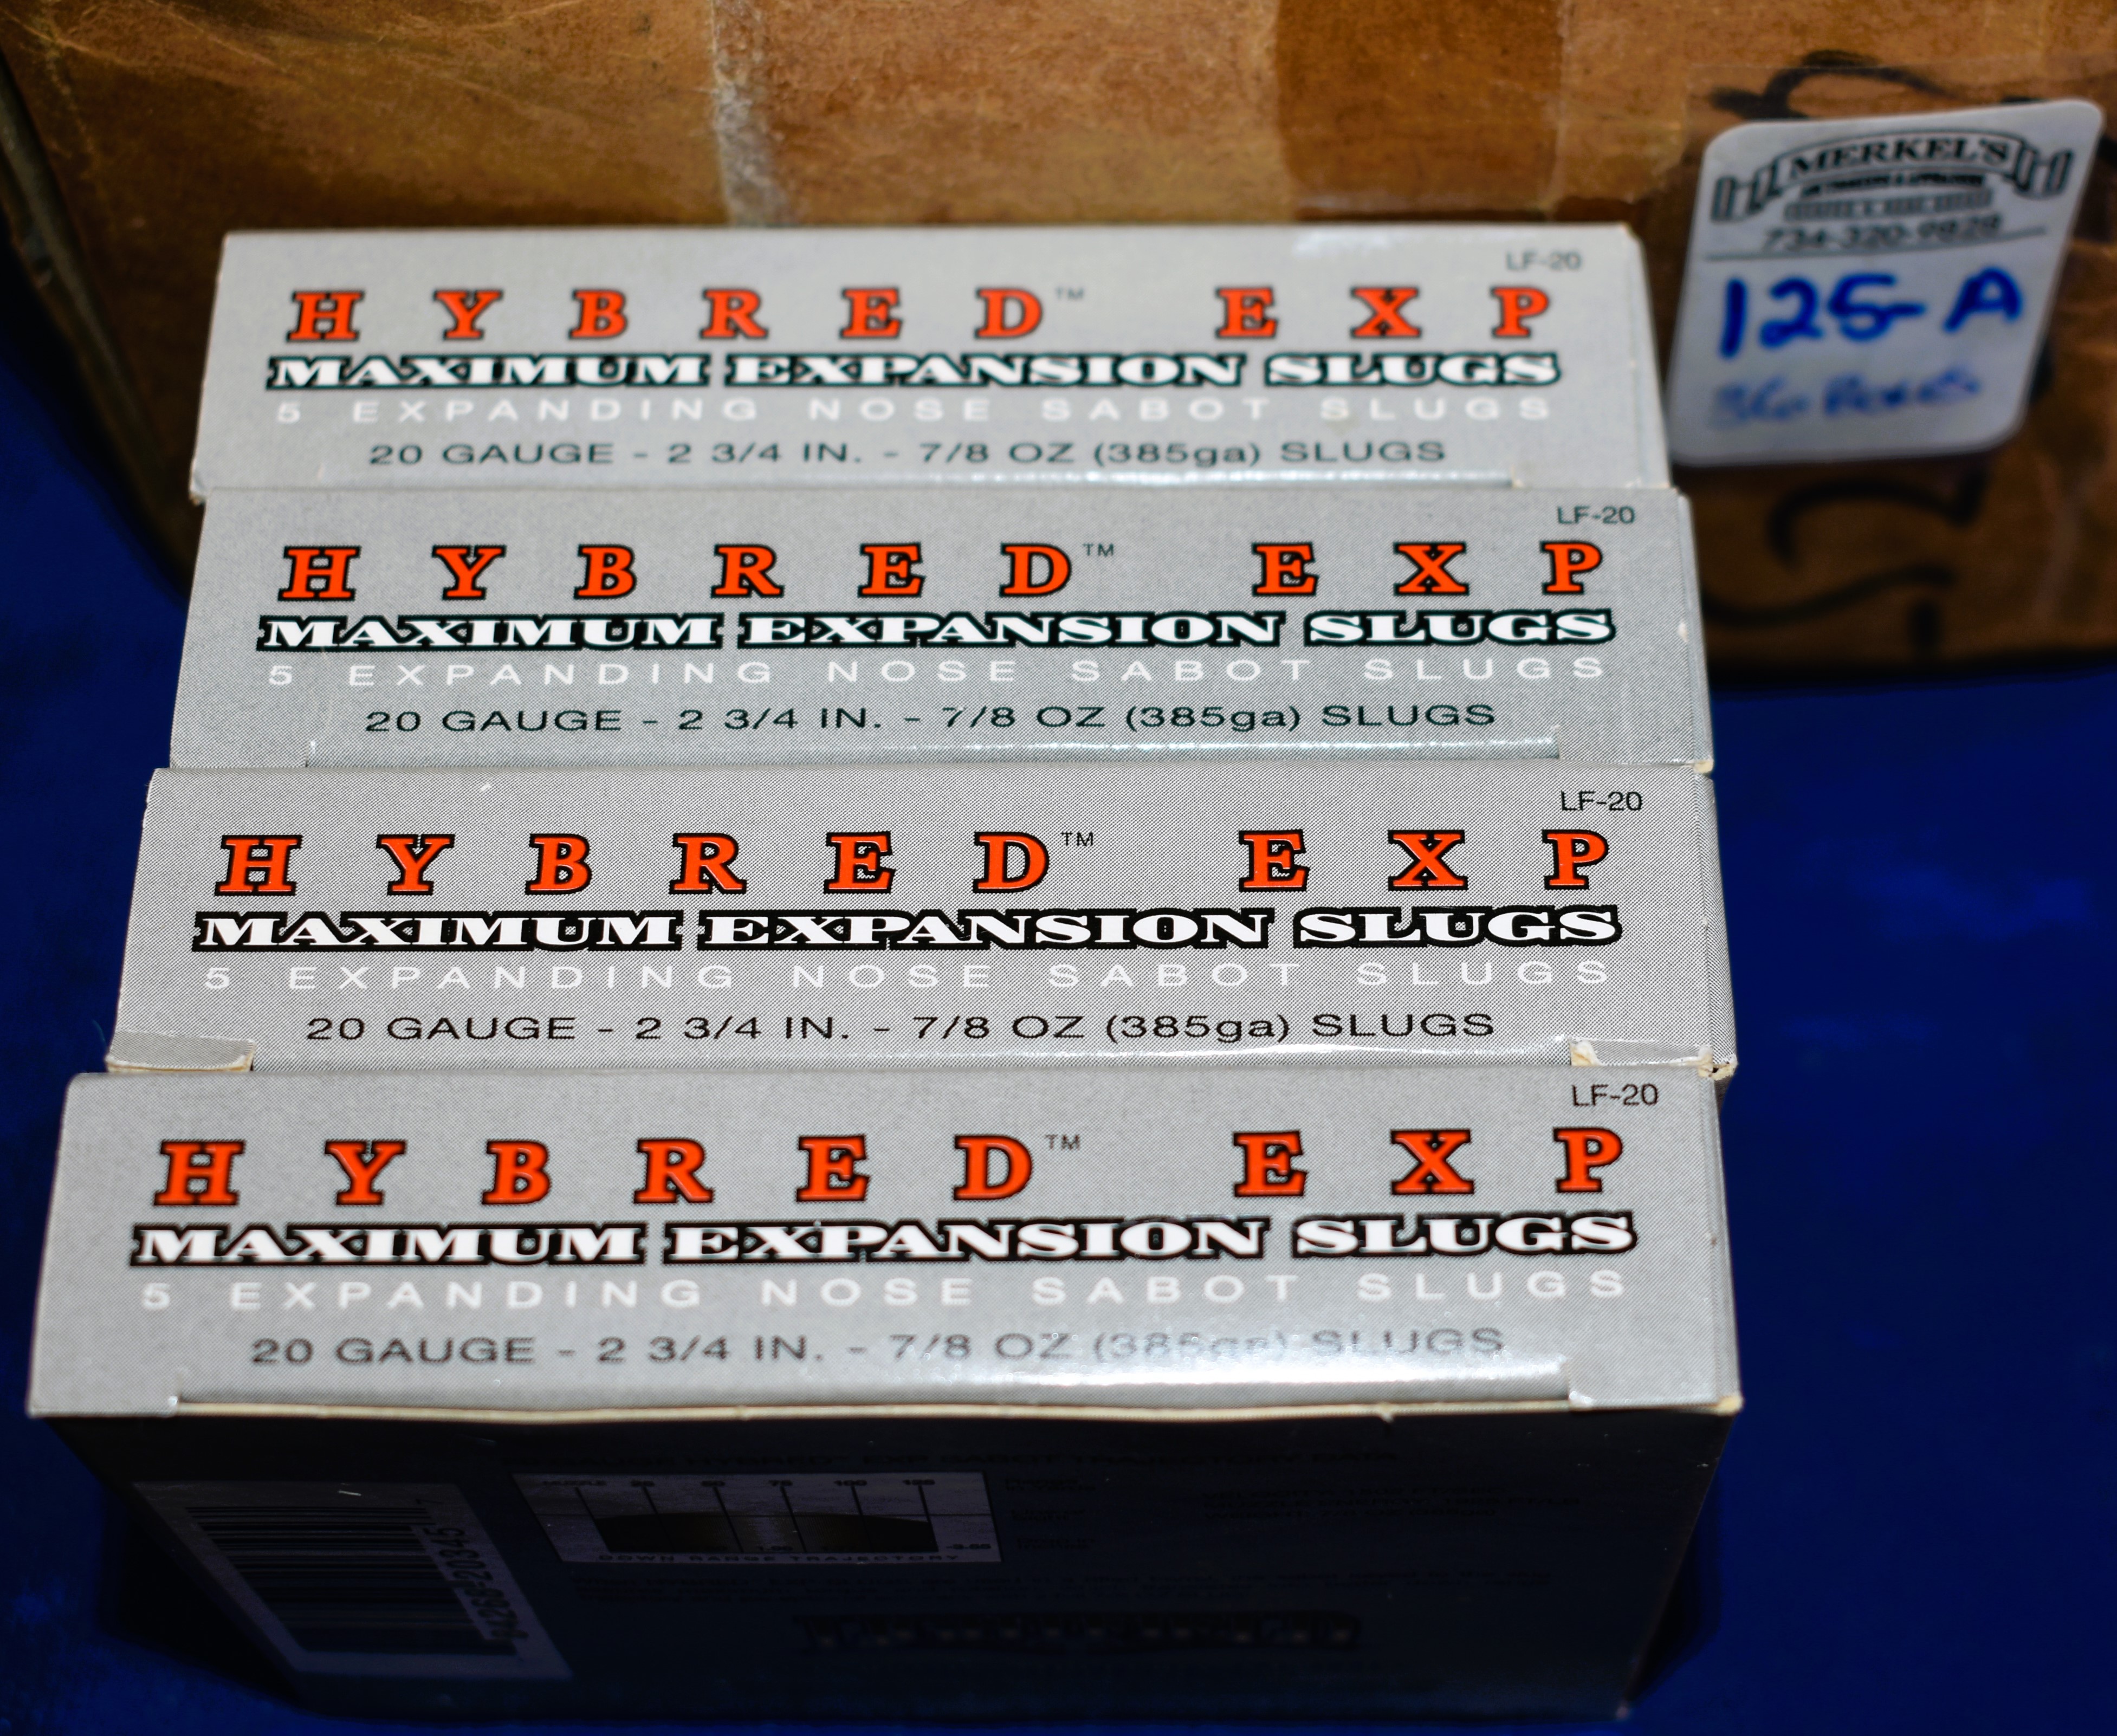 MERKEL'S
734-320-9828
125-A
LF-20
HYBRED™ EXP
MAXIMUM EXPANSION SLUGS
5 EXPANDING NOSE SABOT SLUGS
20 GAUGE - 2 3/4 IN. - 7/8 OZ (385ga) SLUGS
LF-20
HYBRED™ EXP
MAXIMUM EXPANSION SLUGS
5 EXPANDING NOSE SABOT SLUGS
20 GAUGE - 2 3/4 IN. - 7/8 OZ (385ga) SLUGS
LF-20
HYBRED™ EXP
MAXIMUM EXPANSION SLUGS
5 EXPANDING NOSE SABOT SLUGS
20 GAUGE - 2 3/4 IN. - 7/8 OZ (385ga) SLUGS
LF-20
HYBRED™ EXP
MAXIMUM EXPANSION SLUGS
5 EXPANDING NOSE SABOT SLUGS
20 GAUGE - 2 3/4 IN. - 7/8 OZ (385ga) SLUGS
DOWN RANGE TRAJECTORY